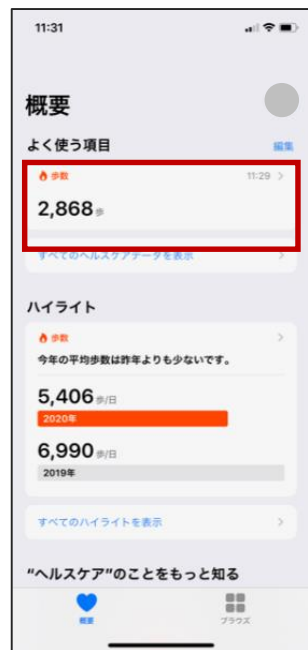 11:31
概要
よく使う項目 編集
歩数 11:29
2,868歩
すべてのヘルスケアデータを表示
ハイライト
歩数
今年の平均歩数は昨年よりも少ないです。
5,406歩/日
2020年
6,990歩/日
2019年
すべてのハイライトを表示
"ヘルスケア"のことをもっと知る
概要 ブラウズ